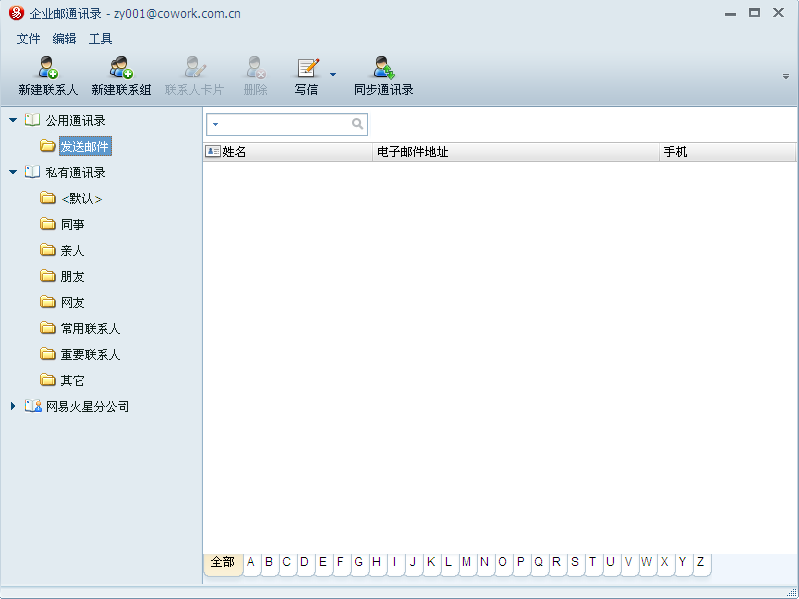 企业邮通讯录 - zy001@cowork.com.cn
文件 编辑 工具
新建联系人 新建联系组 联系人卡片 删除 写信 同步通讯录
公用通讯录
发送邮件
私有通讯录
<默认>
同事
亲人
朋友
网友
常用联系人
重要联系人
其它
网易火星分公司
姓名 电子邮件地址 手机
全部 A B C D E F G H I J K L M N O P Q R S T U V W X Y Z